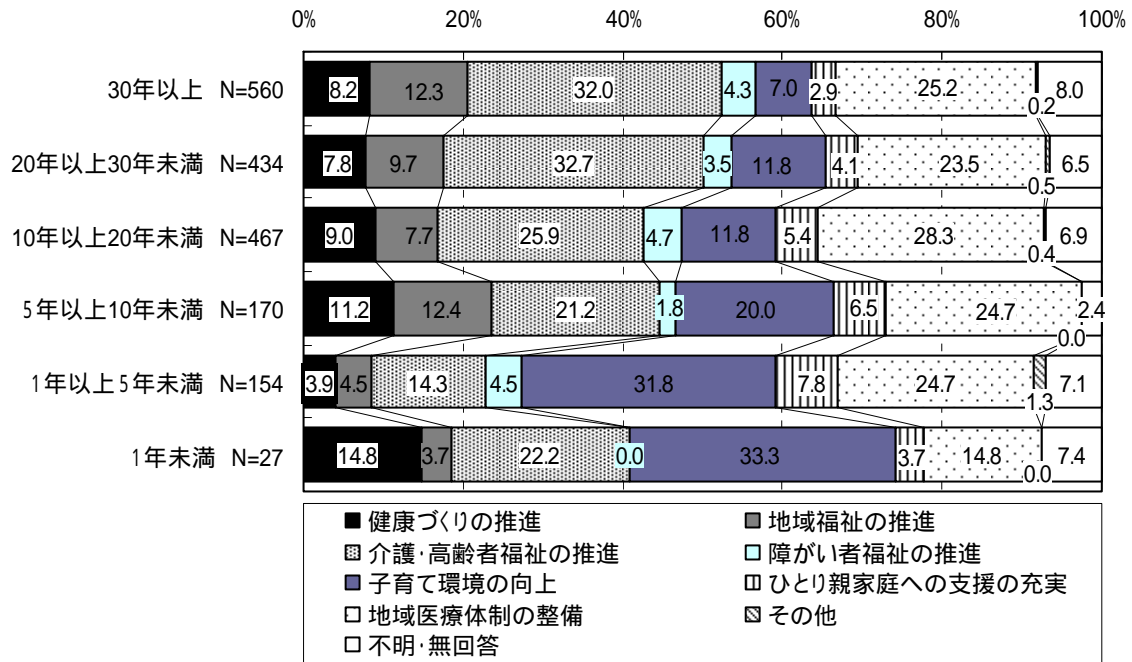 0% 20% 40% 60% 80% 100%
30年以上 N=560 8.2 12.3 32.0 4.3 7.0 2.9 25.2 0.2 8.0
20年以上30年未満 N=434 7.8 9.7 32.7 3.5 11.8 4.1 23.5 0.5 6.5
10年以上20年未満 N=467 9.0 7.7 25.9 4.7 11.8 5.4 28.3 0.4 6.9
5年以上10年未満 N=170 11.2 12.4 21.2 1.8 20.0 6.5 24.7 0.0 2.4
1年以上5年未満 N=154 3.9 4.5 14.3 4.5 31.8 7.8 24.7 1.3 7.1
1年未満 N=27 14.8 3.7 22.2 0.0 33.3 3.7 14.8 0.0 7.4
健康づくりの推進 地域福祉の推進
介護・高齢者福祉の推進 障がい者福祉の推進
子育て環境の向上 ひとり親家庭への支援の充実
地域医療体制の整備 その他
不明・無回答